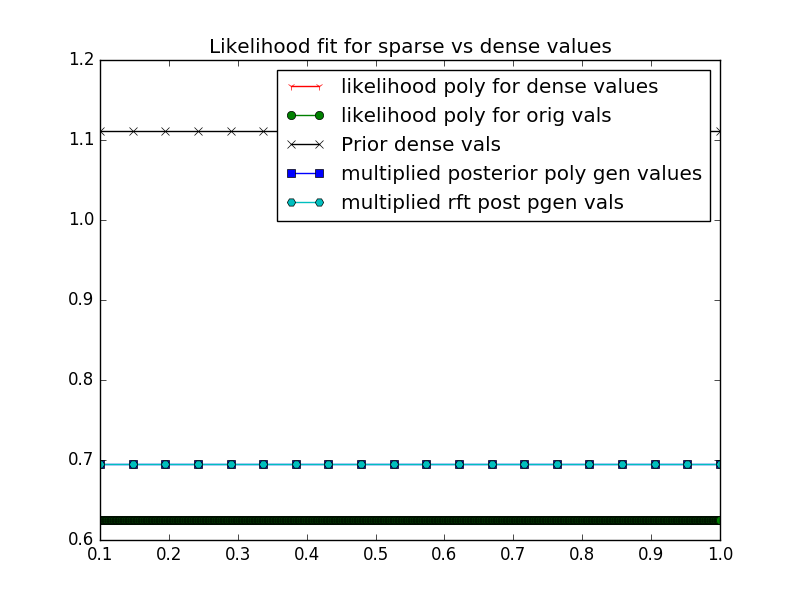 Likelihood fit for sparse vs dense values
1.2
1.1
1.0
0.9
0.8
0.7
0.6
likelihood poly for dense values
likelihood poly for orig vals
Prior dense vals
multiplied posterior poly gen values
multiplied rft post pgen vals
0.1 0.2 0.3 0.4 0.5 0.6 0.7 0.8 0.9 1.0